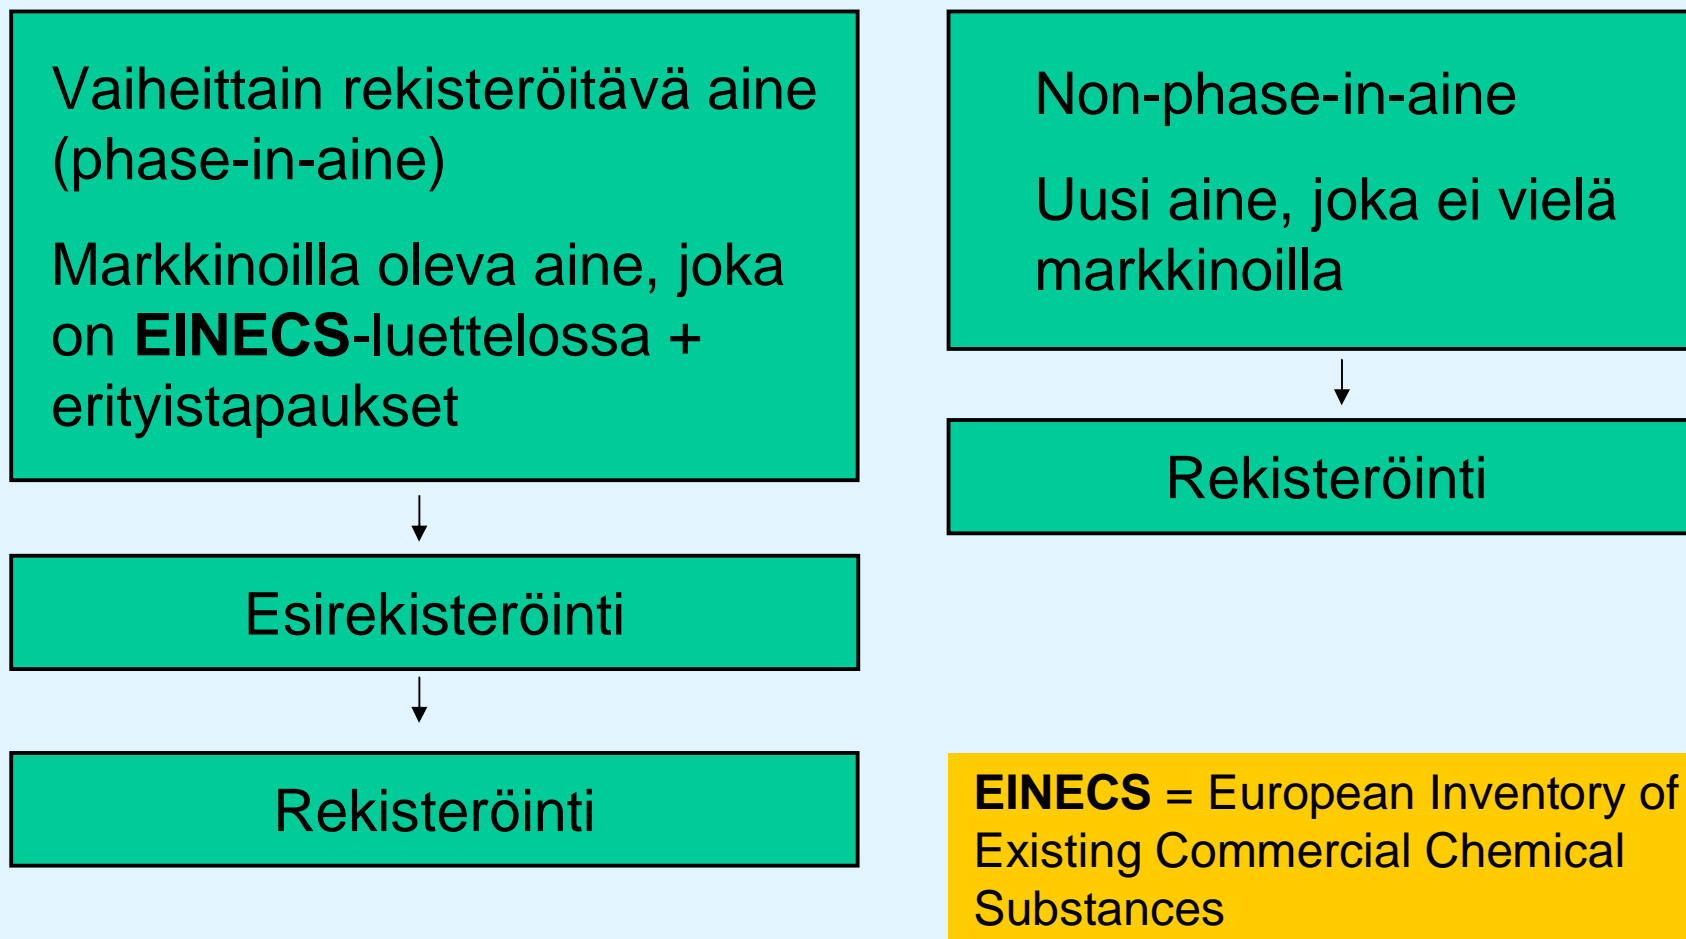 Vaiheittain rekisteröitävä aine
(phase-in-aine)
Markkinoilla oleva aine, joka
on EINECS-luettelossa +
erityistapaukset
Esirekisteröinti
Rekisteröinti
Non-phase-in-aine
Uusi aine, joka ei vielä
markkinoilla
Rekisteröinti
EINECS = European Inventory of
Existing Commercial Chemical
Substances